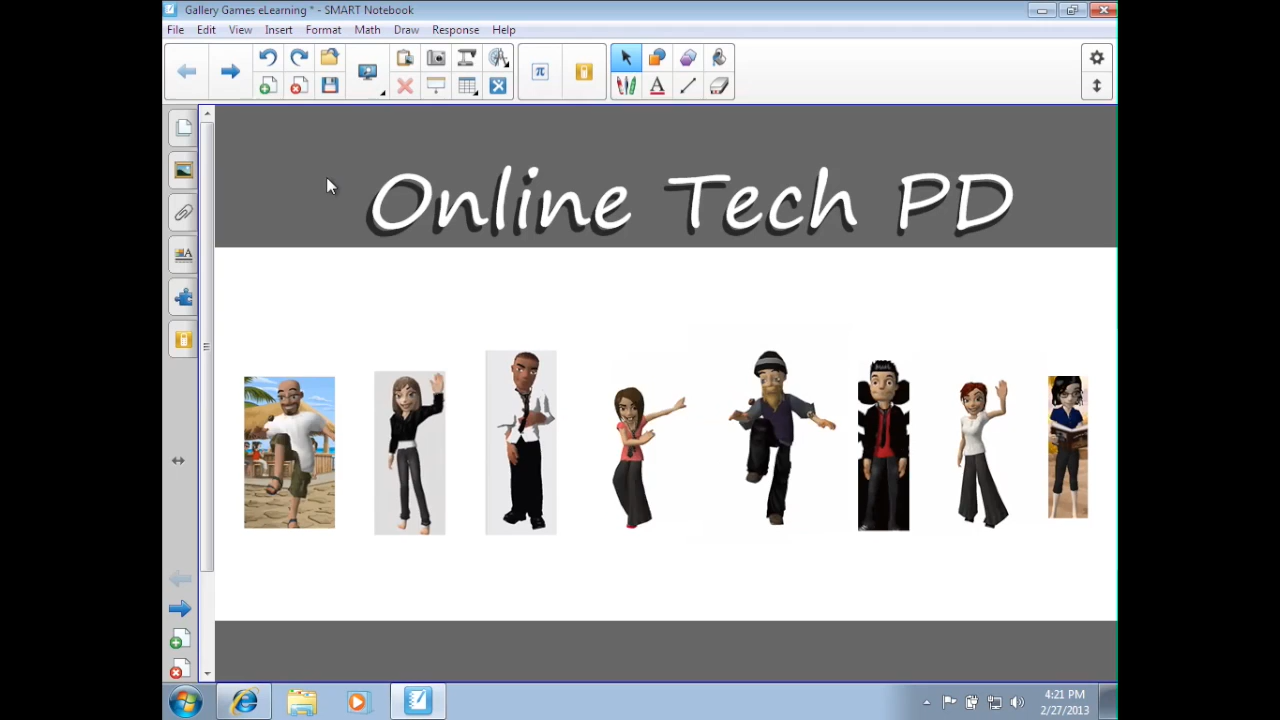 Gallery Games eLearning * - SMART Notebook
File Edit View Insert Format Math Draw Response Help
π
A
A
Online Tech PD
4:21 PM
2/27/2013